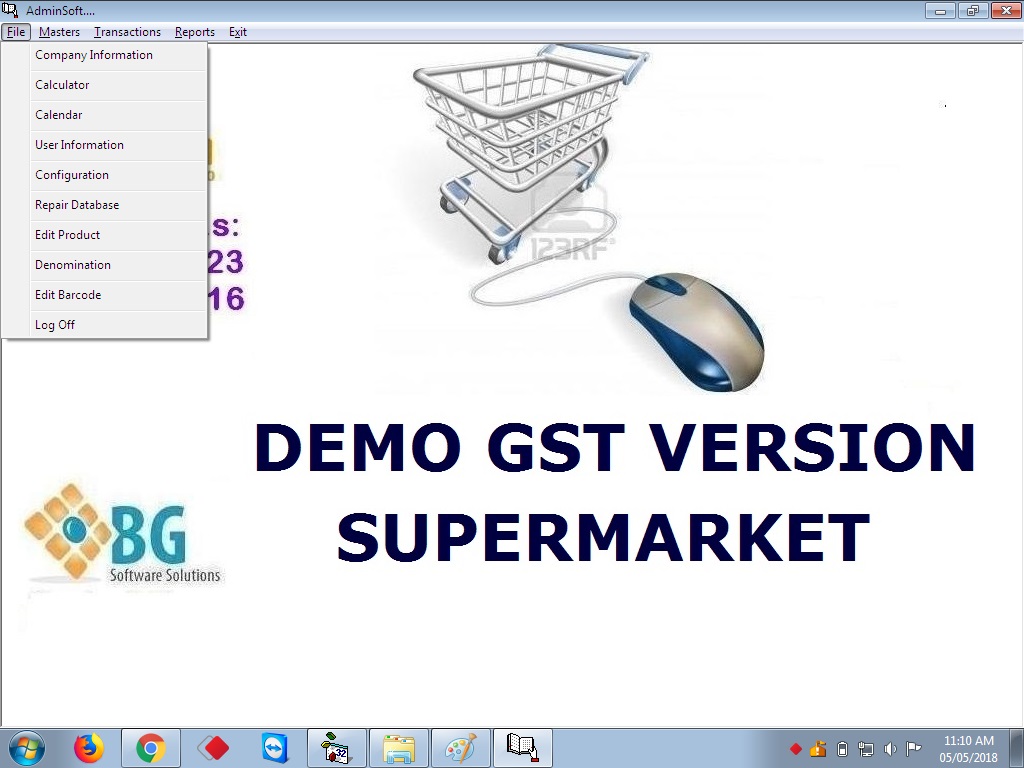 AdminSoft....
File Masters Transactions Reports Exit
Company Information
Calculator
Calendar
User Information
Configuration
Repair Database
Edit Product
Denomination
Edit Barcode
Log Off
s:
23
16
123RF
DEMO GST VERSION
SUPERMARKET
BG
Software Solutions
32
11:10 AM
05/05/2018